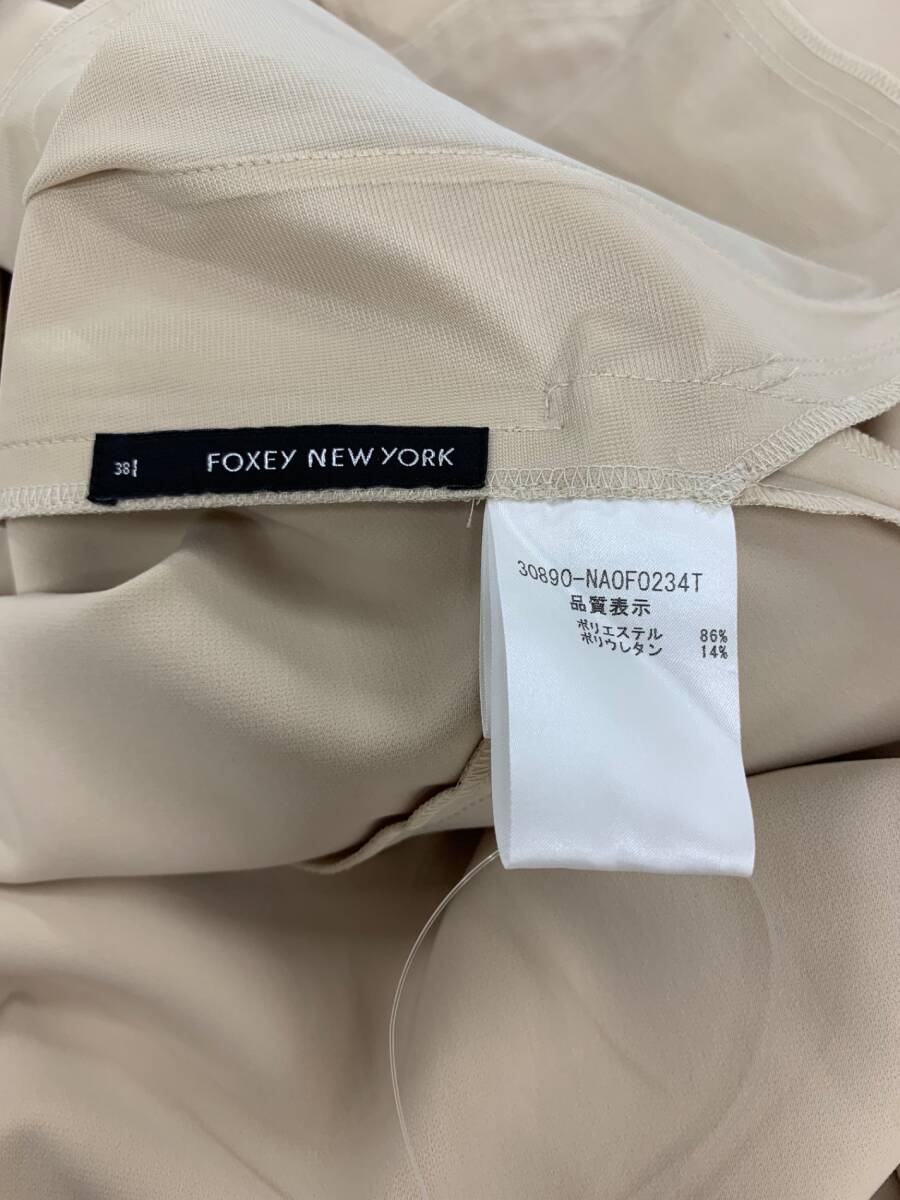 38
FOXEY NEW YORK
30890-NA0F0234T
品質表示
ポリエステル 86%
ポリウレタン 14%